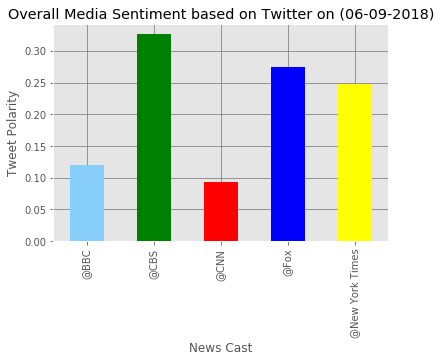 Overall Media Sentiment based on Twitter on (06-09-2018)
Tweet Polarity
0.30
0.25
0.20
0.15
0.10
0.05
0.00
@BBC
@CBS
@CNN
@Fox
@New York Times
News Cast